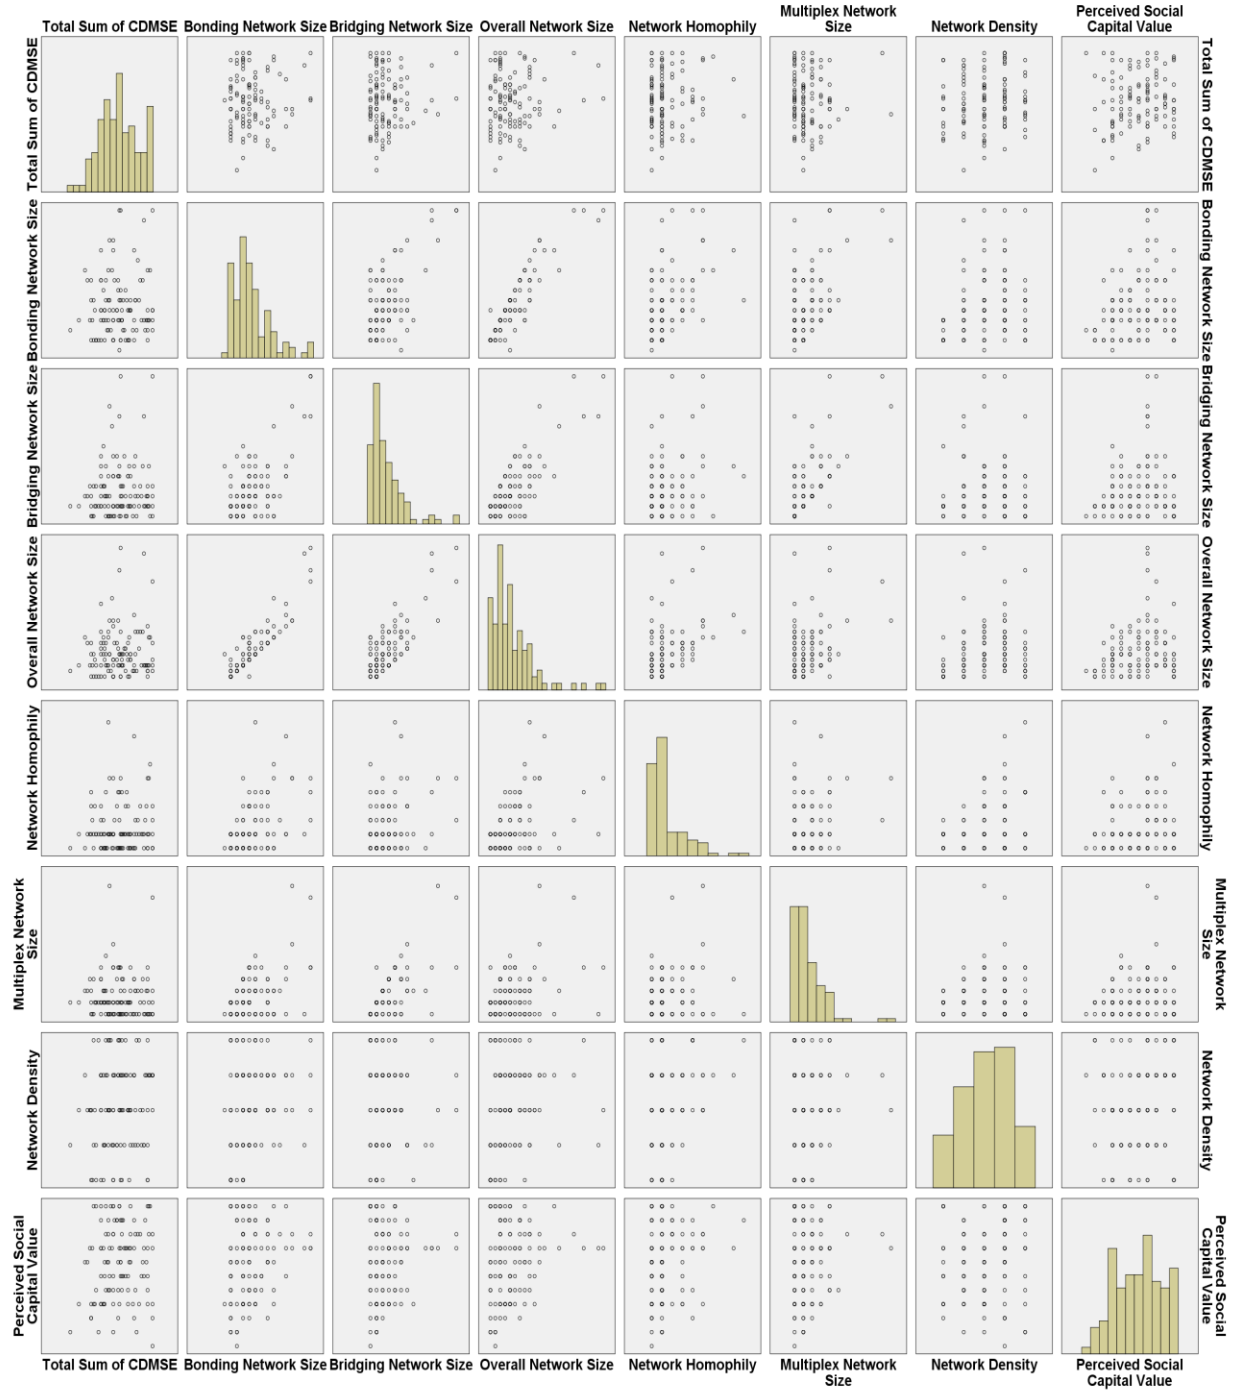 Total Sum of CDMSE
Bonding Network Size
Bridging Network Size
Overall Network Size
Network Homophily
Multiplex Network
Size
Network Density
Perceived Social
Capital Value
Total Sum of CDMSE
Total Sum of CDMSE
Bonding Network Size
Bonding Network Size
Bridging Network Size
Bridging Network Size
Overall Network Size
Overall Network Size
Network Homophily
Network Homophily
Multiplex Network
Size
Multiplex Network
Size
Network Density
Network Density
Perceived Social
Capital Value
Perceived Social
Capital Value
Total Sum of CDMSE
Bonding Network Size
Bridging Network Size
Overall Network Size
Network Homophily
Multiplex Network
Size
Network Density
Perceived Social
Capital Value